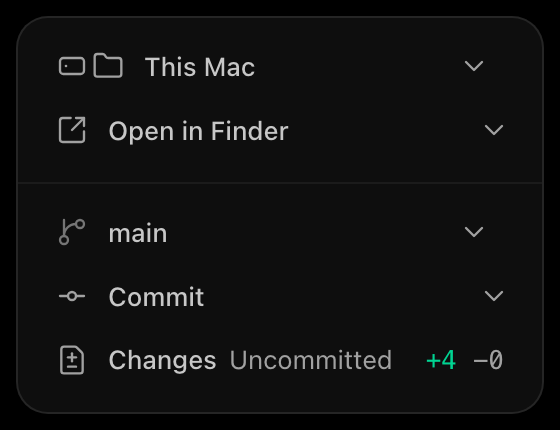 This Mac
Open in Finder
main
Commit
Changes Uncommitted +4 −0